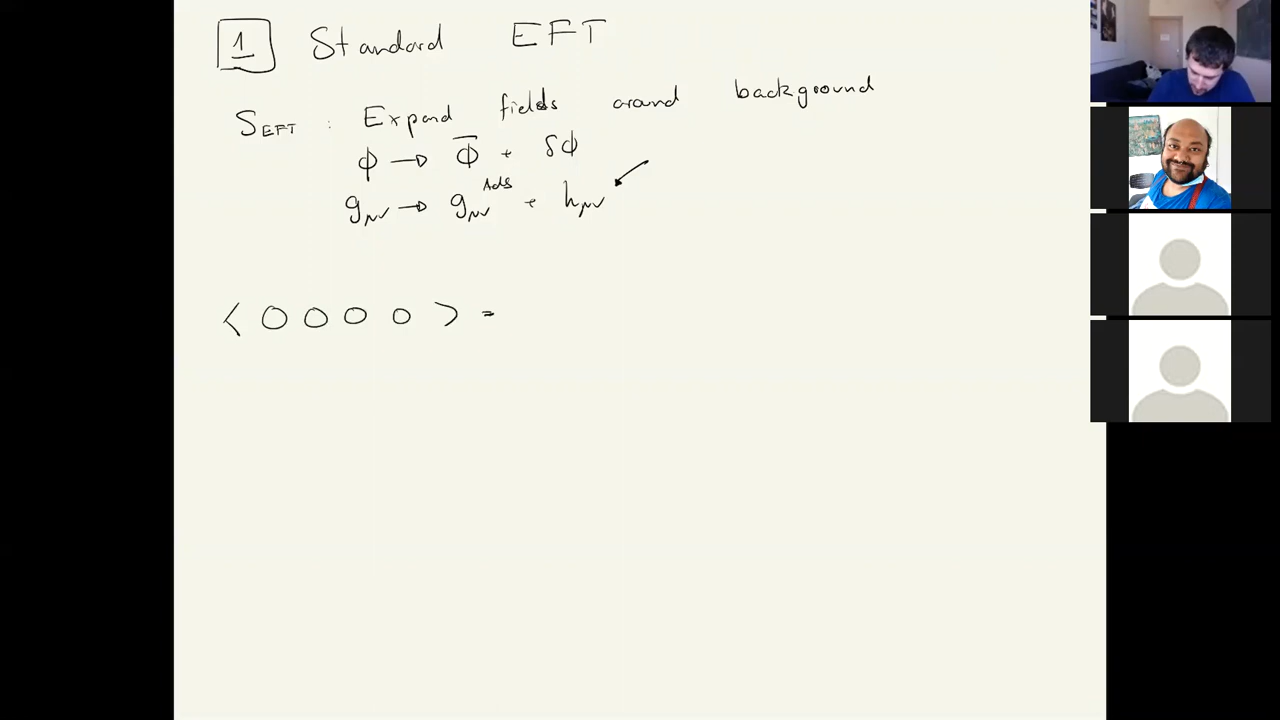 1 Standard EFT
S_EFT : Expand fields around background
ϕ → ϕ̄ + δϕ
g_μν → g_μν^AdS + h_μν
< O O O O > =